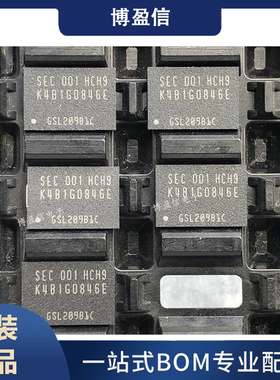 博盈信
SEC 001 HCH9
K4B1G0846E
GSL209B1C
SEC 001 HCH9
K4B1G0846E
GSL209B1C
SEC 001 HCH9
K4B1G0846E
GSL209B1C
SEC 001 HCH9
K4B1G0846E
GSL209B1C
SEC 001 HCH9
K4B1G0846E
GSL209B1C
装
品
一站式BOM专业配